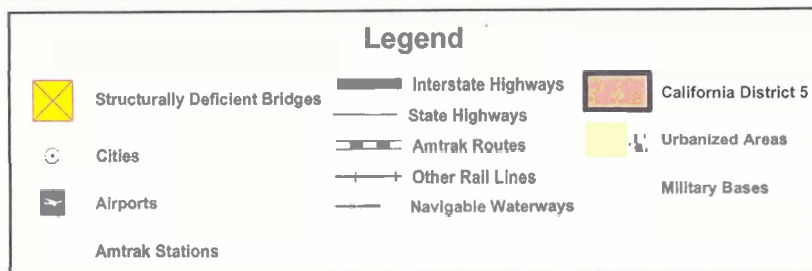 Legend
Structurally Deficient Bridges
Cities
Airports
Amtrak Stations
Interstate Highways
State Highways
Amtrak Routes
Other Rail Lines
Navigable Waterways
California District 5
Urbanized Areas
Military Bases